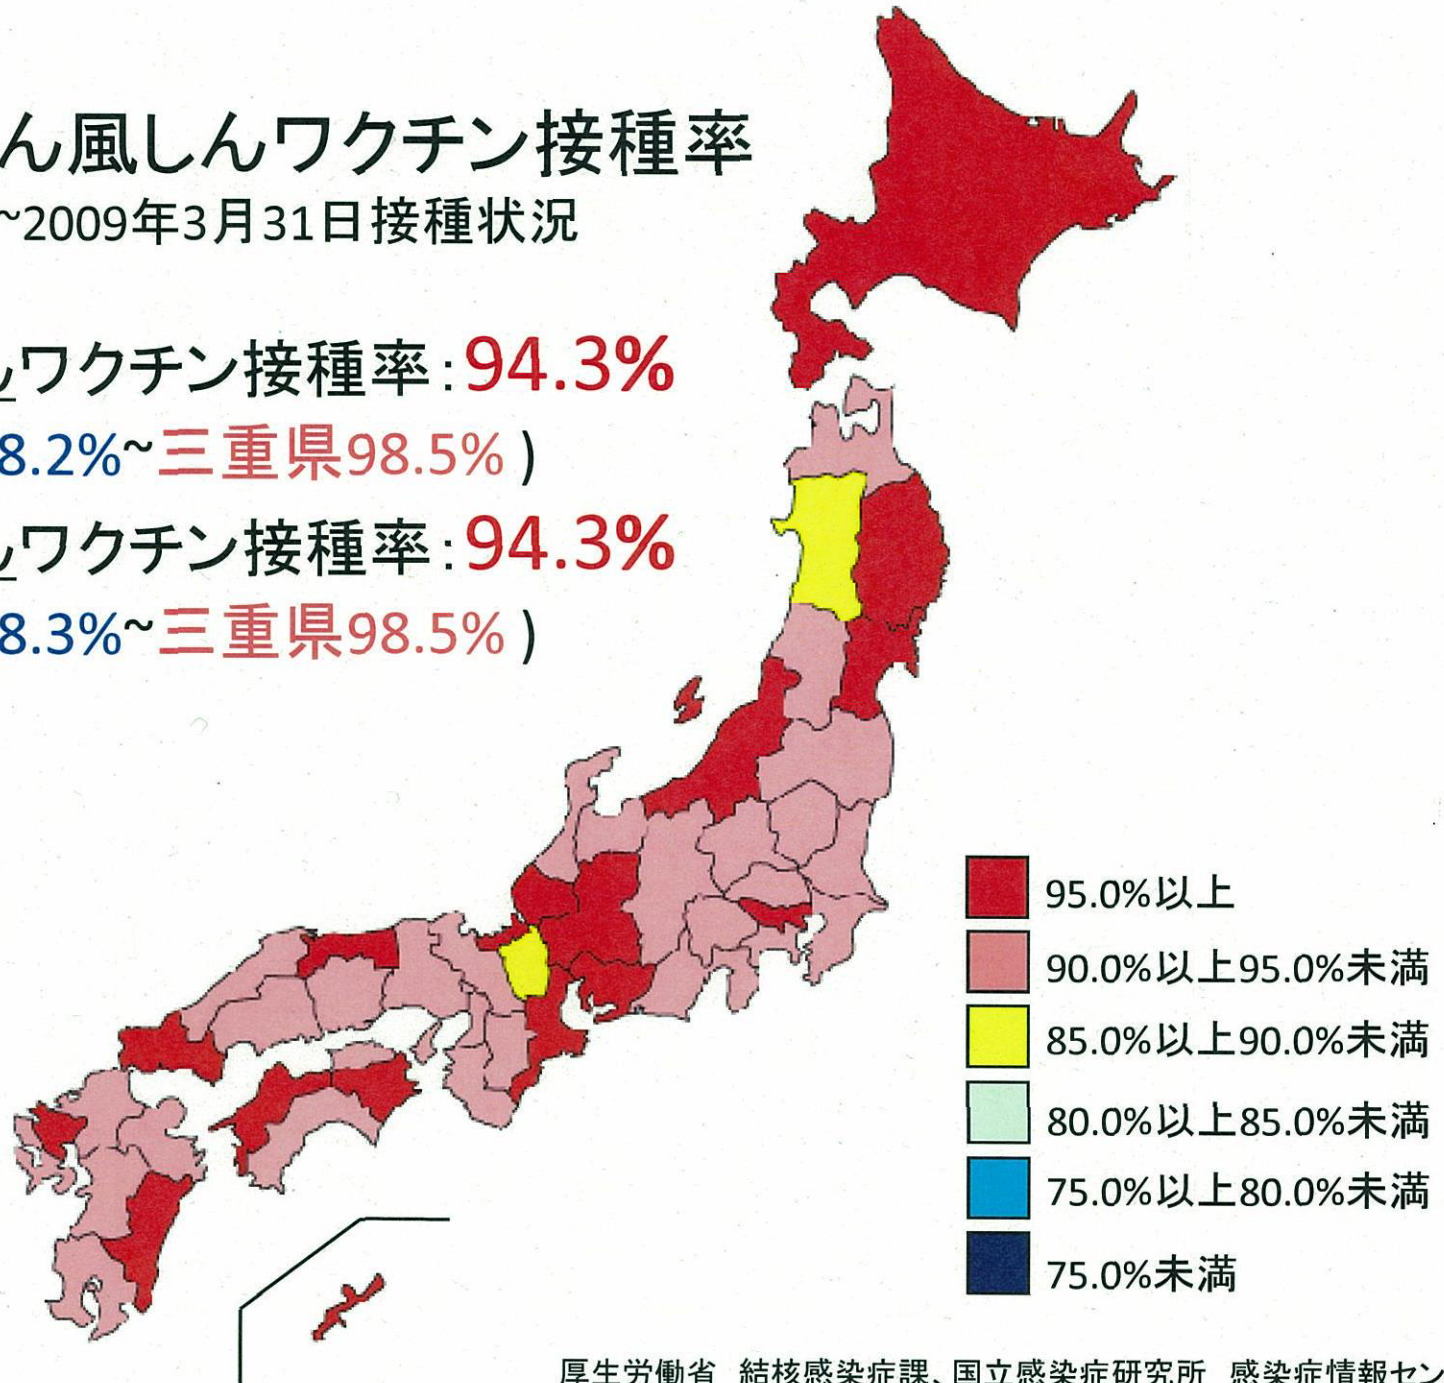 ん風しんワクチン接種率
~2009年3月31日接種状況
んワクチン接種率:94.3%
8.2%~三重県98.5% )
んワクチン接種率:94.3%
8.3%~三重県98.5% )
95.0%以上
90.0%以上95.0%未満
85.0%以上90.0%未満
80.0%以上85.0%未満
75.0%以上80.0%未満
75.0%未満
厚生労働省 結核感染症課、国立感染症研究所 感染症情報セン